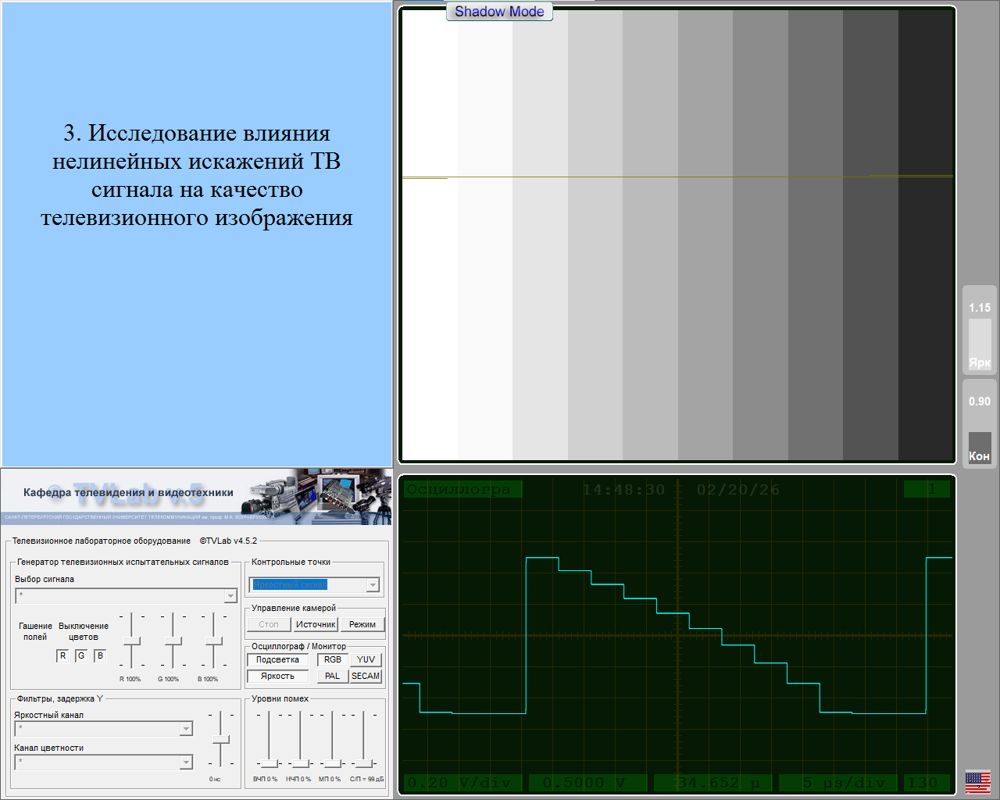 Shadow Mode
3. Исследование влияния
нелинейных искажений ТВ
сигнала на качество
телевизионного изображения
1.15
Ярк
0.90
Кон
Кафедра телевидения и видеотехники
САНКТ-ПЕТЕРБУРГСКИЙ ГОСУДАРСТВЕННЫЙ УНИВЕРСИТЕТ ТЕЛЕКОММУНИКАЦИЙ им. проф. М.А. БОНЧ-БРУЕВИЧА
Телевизионное лабораторное оборудование ©TVLab v4.5.2
Генератор телевизионных испытательных сигналов
Выбор сигнала
*
Гашение
полей
Выключение
цветов
R G B
R 100% G 100% B 100%
Контрольные точки
Яркостный сигнал
Управление камерой
Стоп Источник Режим
Осциллограф / Монитор
Подсветка RGB YUV
Яркость PAL SECAM
Фильтры, задержка Y
Яркостный канал
*
Канал цветности
*
0 нс
Уровни помех
ВЧП 0 % НЧП 0 % МП 0 % С/П = 99 дБ
Осциллогра 14:48:30 02/20/26 1
0.20 V/div 0.5000 V 34.652 µ 5 µs/div 130